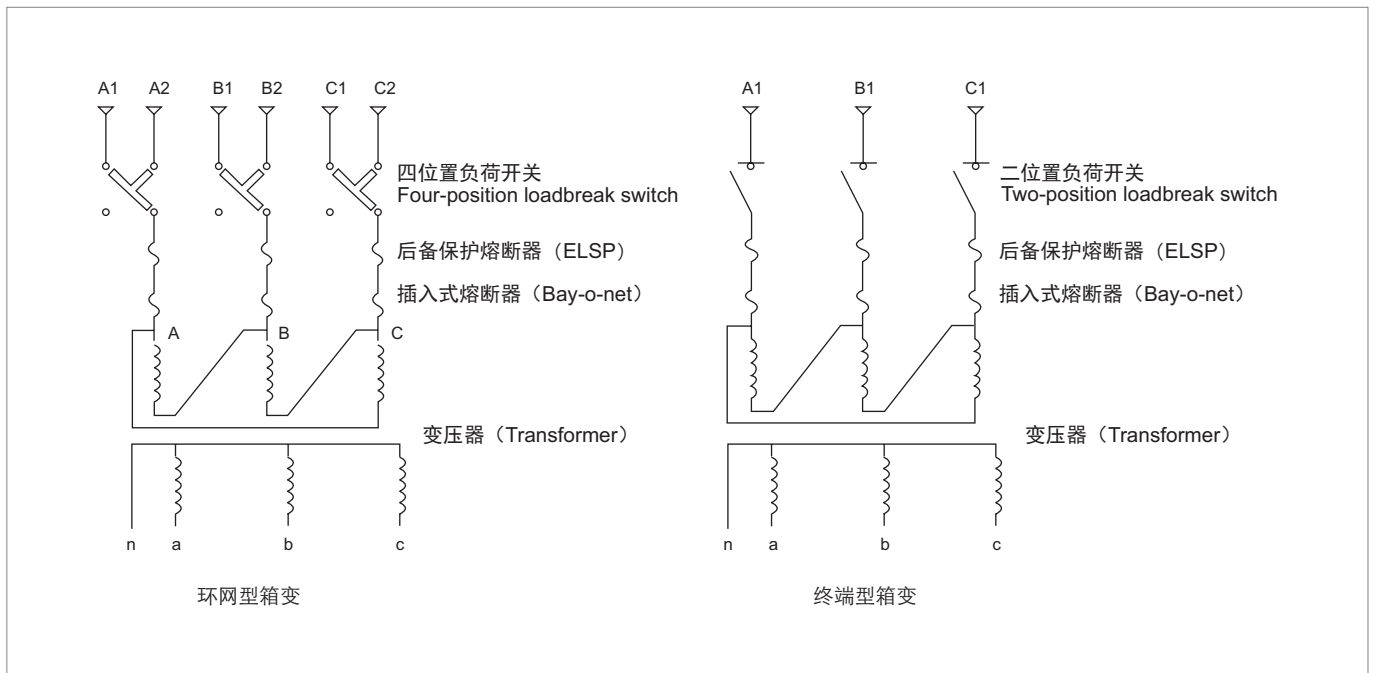 A1 A2 B1 B2 C1 C2
四位置负荷开关
Four-position loadbreak switch
后备保护熔断器（ELSP）
插入式熔断器（Bay-o-net）
A B C
变压器（Transformer）
n a b c
环网型箱变
A1 B1 C1
二位置负荷开关
Two-position loadbreak switch
后备保护熔断器（ELSP）
插入式熔断器（Bay-o-net）
变压器（Transformer）
n a b c
终端型箱变